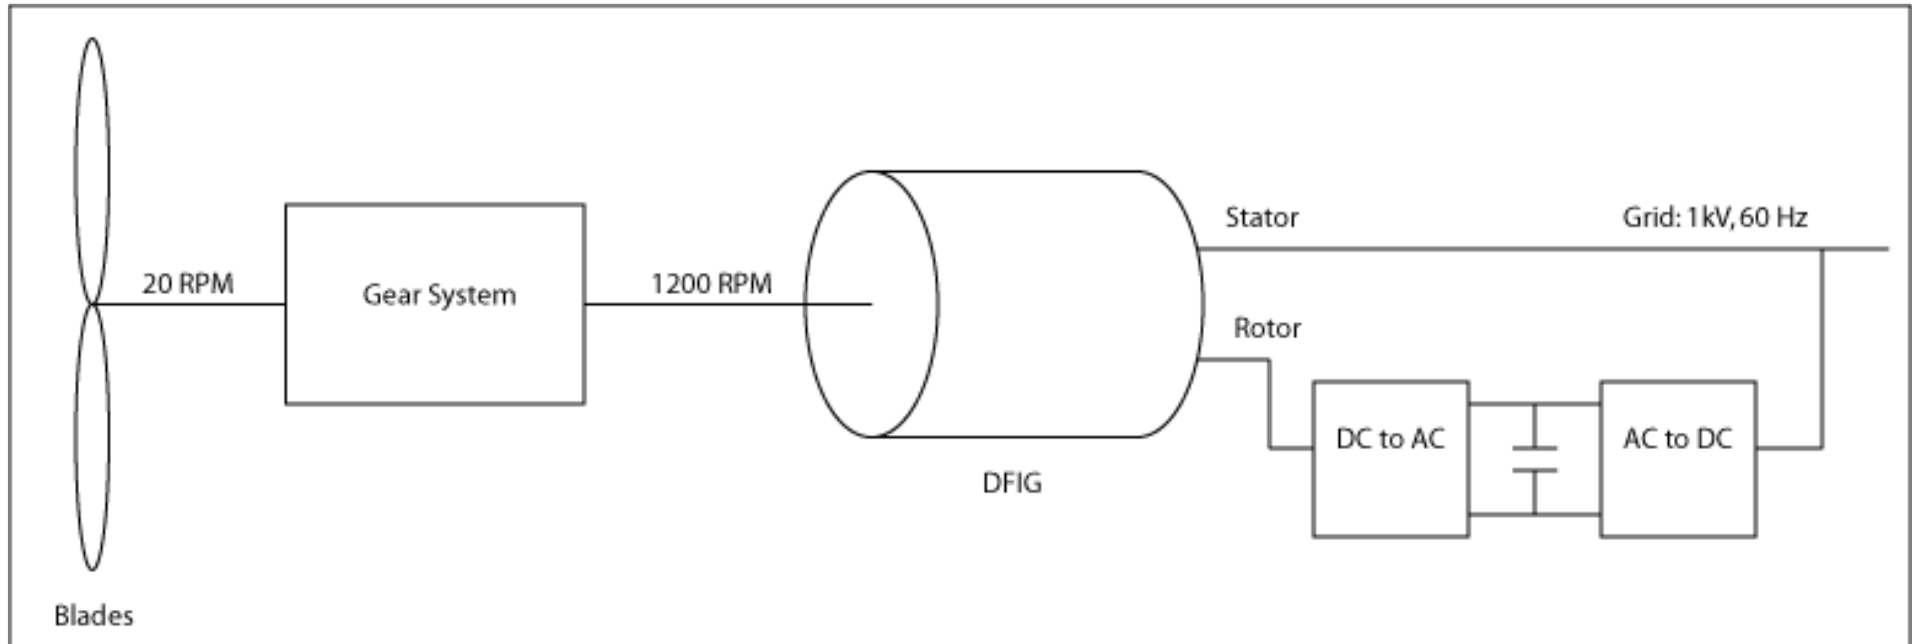 Stator
Grid: 1kV, 60 Hz
20 RPM
Gear System
1200 RPM
Rotor
DC to AC
AC to DC
DFIG
Blades